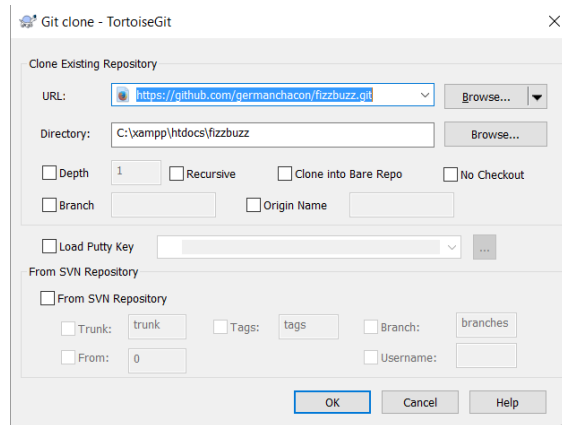 Git clone - TortoiseGit
Clone Existing Repository
URL: https://github.com/germanchacon/fizzbuzz.git Browse...
Directory: C:\xampp\htdocs\fizzbuzz Browse...
Depth 1 Recursive Clone into Bare Repo No Checkout
Branch Origin Name
Load Putty Key ...
From SVN Repository
From SVN Repository
Trunk: trunk Tags: tags Branch: branches
From: 0 Username:
OK Cancel Help